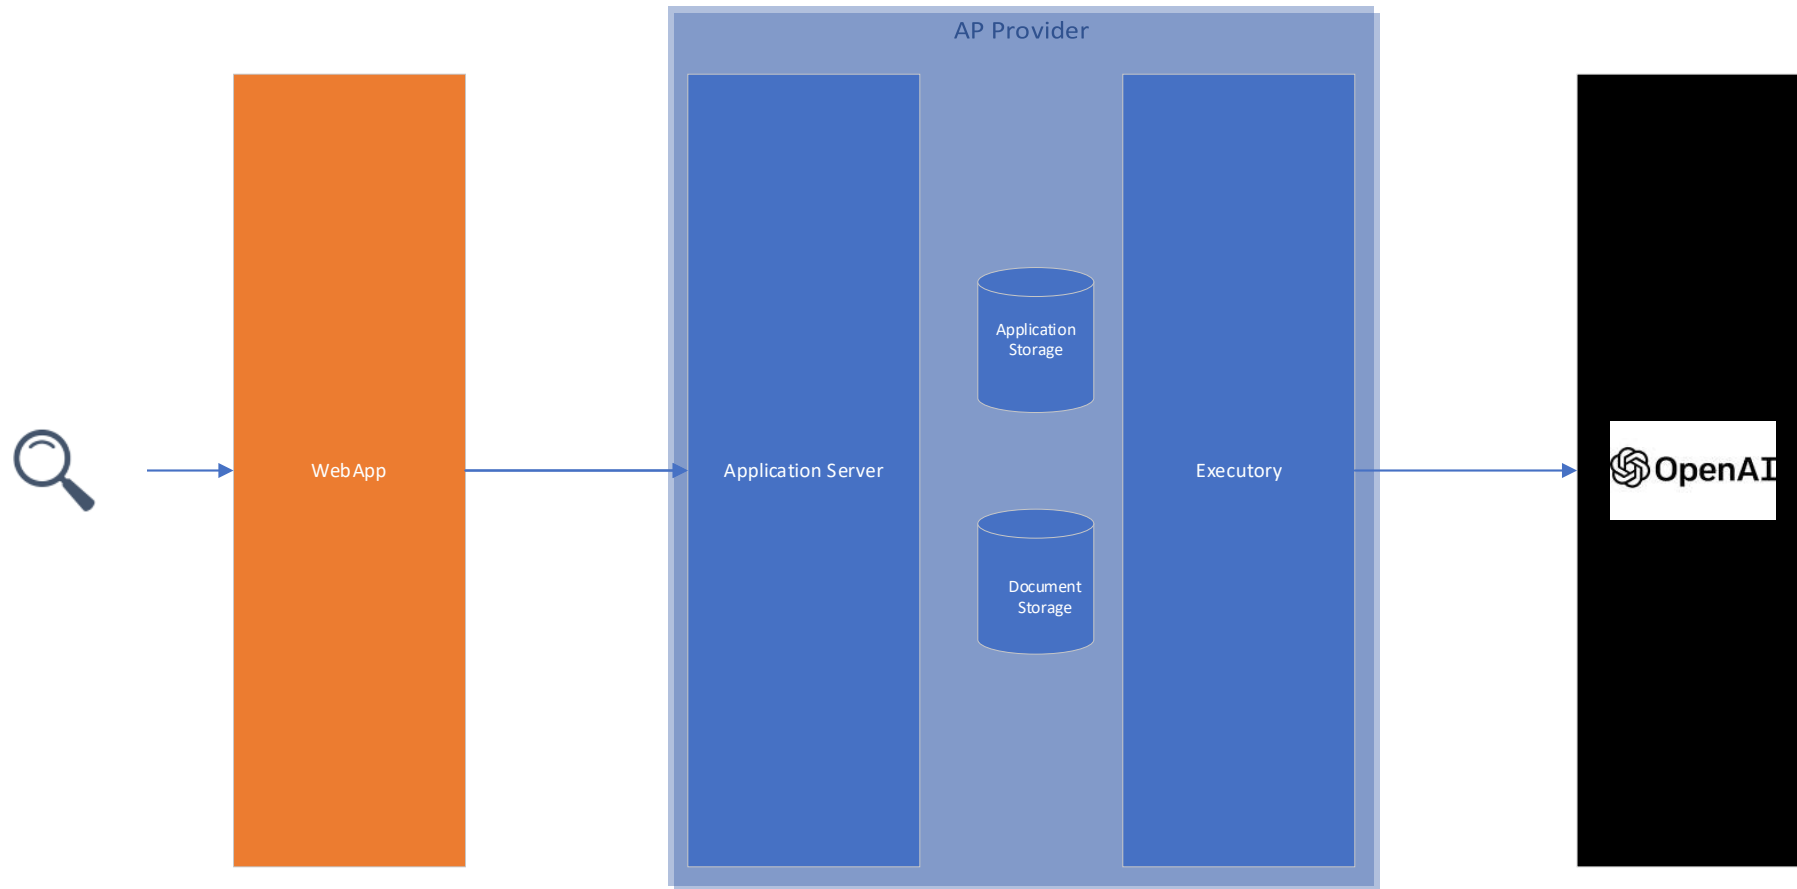 AP Provider
WebApp
Application Server
Application
Storage
Document
Storage
Executory
OpenAI